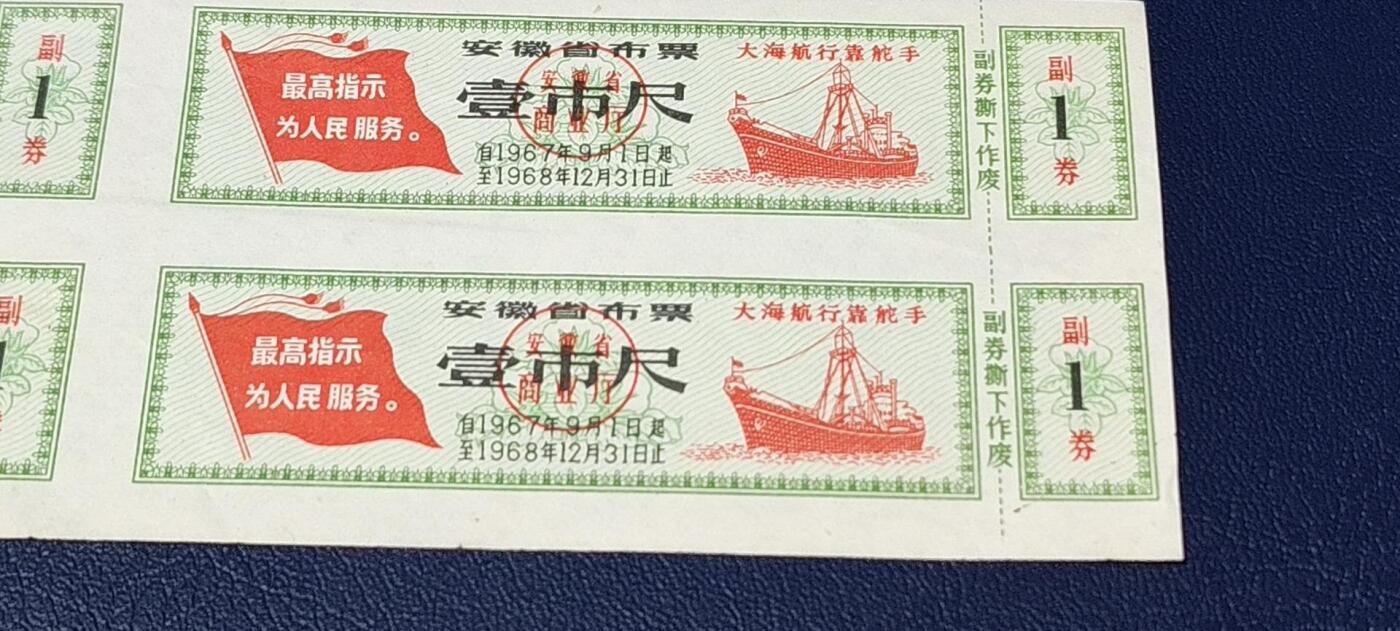 副
1
券
最高指示
为人民服务。
安徽省布票
壹市尺
安徽省
商业厅
自1967年9月1日起
至1968年12月31日止
大海航行靠舵手
副券撕下作废
副
1
券
副
最高指示
为人民服务。
安徽省布票
壹市尺
安徽省
商业厅
自1967年9月1日起
至1968年12月31日止
大海航行靠舵手
副券撕下作废
副
1
券